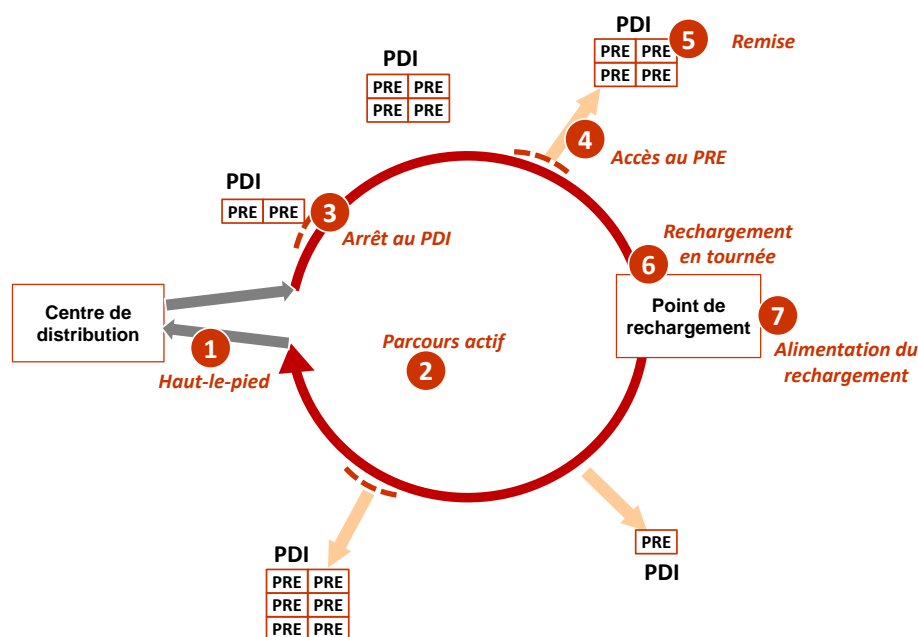 PDI
5
Remise
PRE PRE
PRE PRE
PDI
PRE PRE
PRE PRE
4
Accès au PRE
PDI
PRE PRE
3
Arrêt au PDI
Rechargement
en tournée
6
Centre de
distribution
Point de
rechargement
7
Alimentation du
rechargement
1
Haut-le-pied
Parcours actif
2
PRE
PDI
PDI
PRE PRE
PRE PRE
PRE PRE